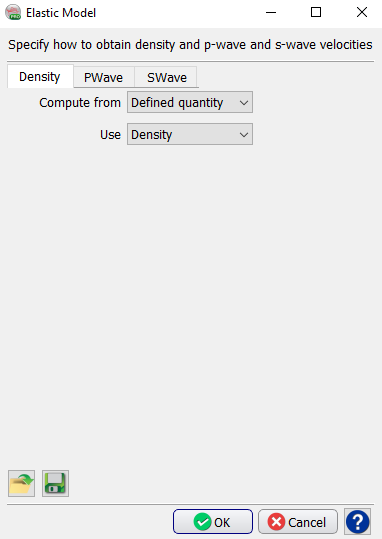 Elastic Model
Specify how to obtain density and p-wave and s-wave velocities
Density PWave SWave
Compute from Defined quantity
Use Density
OK Cancel ?